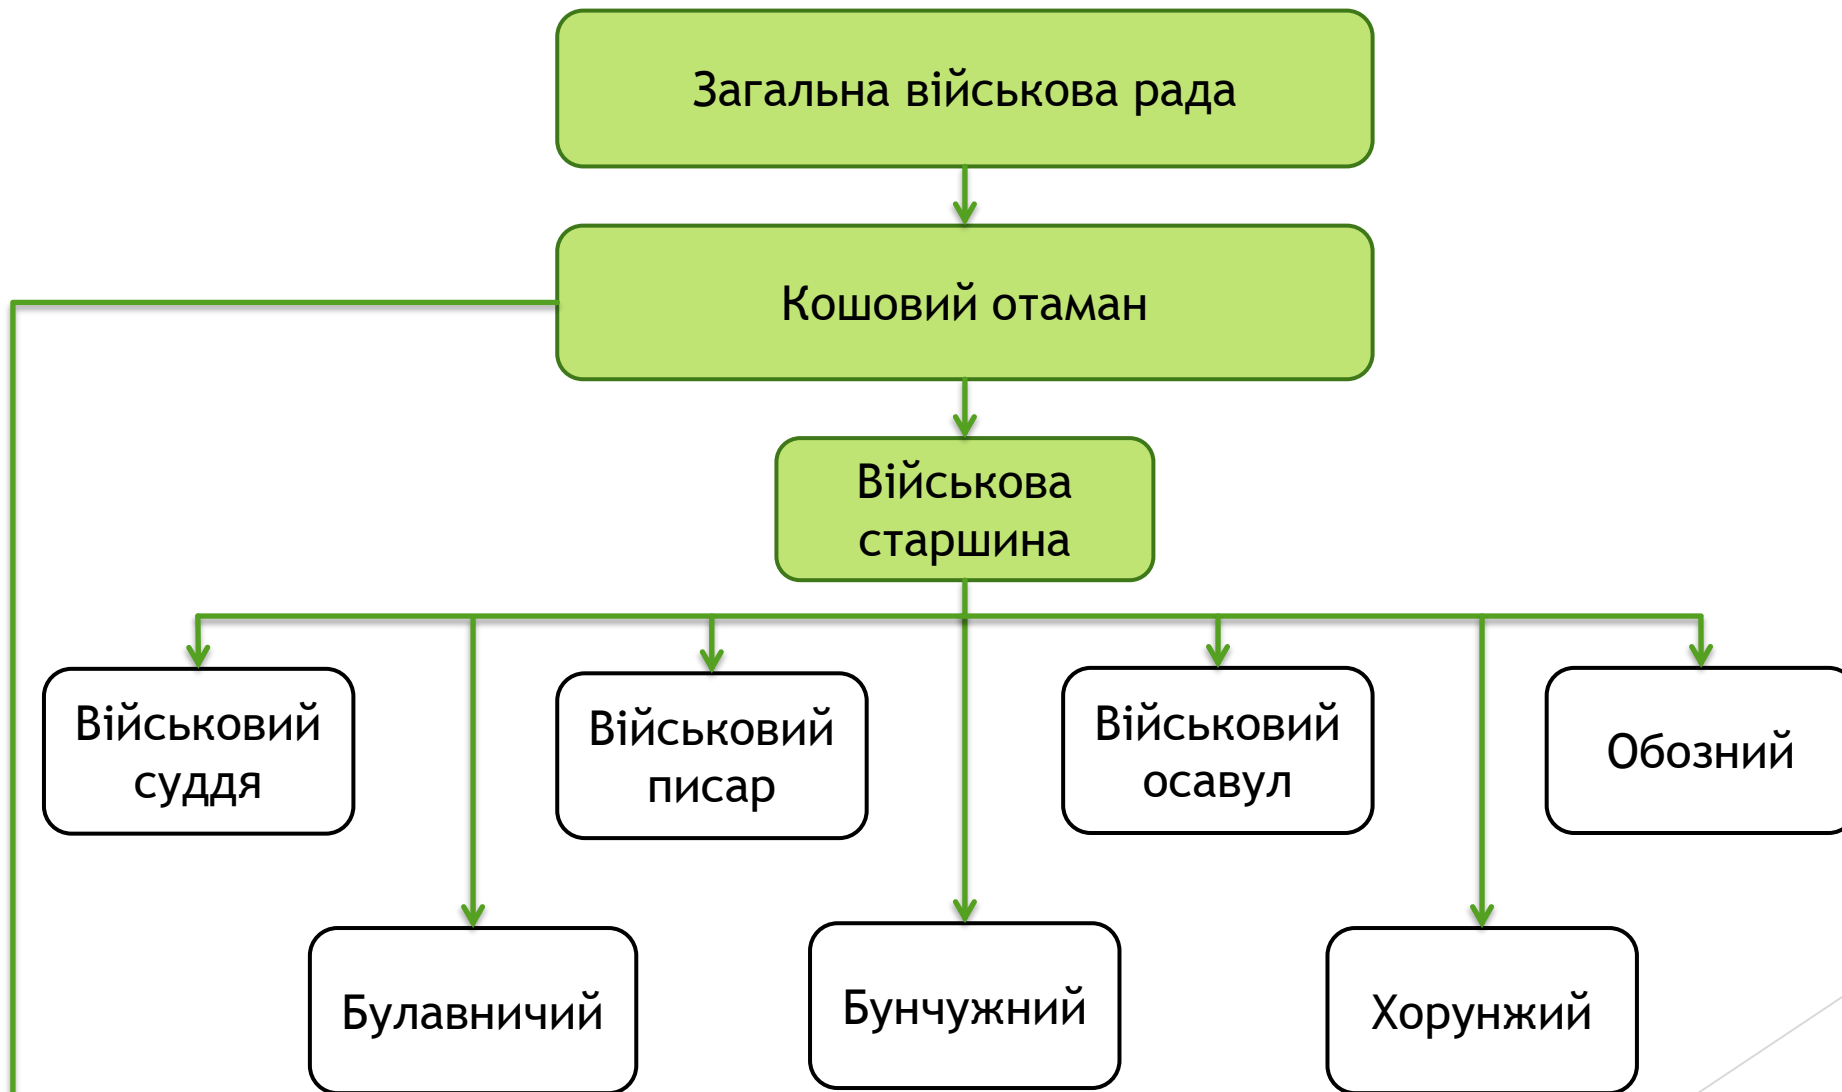 Загальна військова рада
Кошовий отаман
Військова
старшина
Військовий
суддя
Військовий
писар
Військовий
осавул
Обозний
Булавничий
Бунчужний
Хорунжий